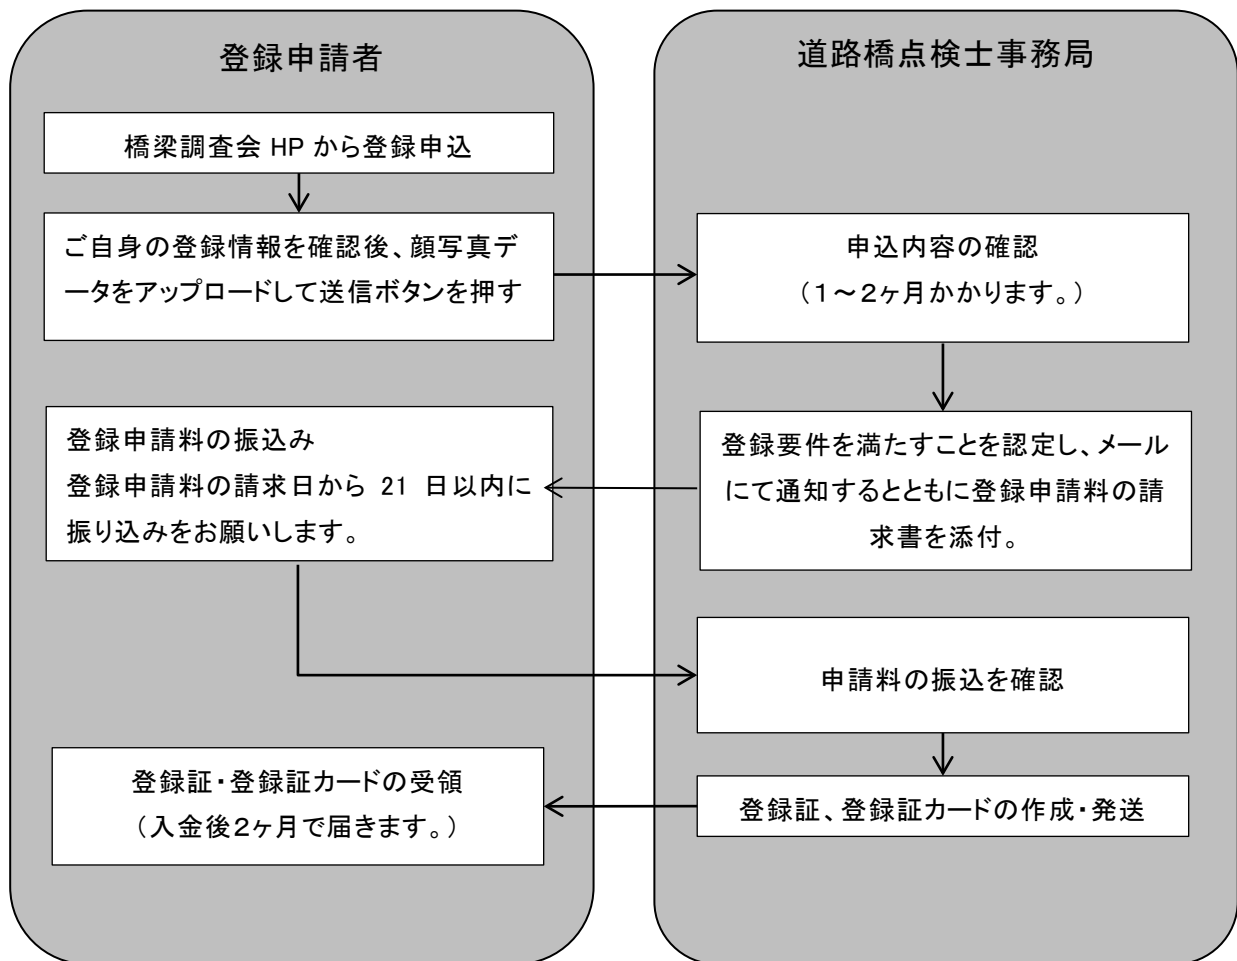 登録申請者
橋梁調査会 HP から登録申込
ご自身の登録情報を確認後、顔写真デ
ータをアップロードして送信ボタンを押す
登録申請料の振込み
登録申請料の請求日から 21 日以内に
振り込みをお願いします。
登録証・登録証カードの受領
（入金後２ヶ月で届きます。）
道路橋点検士事務局
申込内容の確認
（１～２ヶ月かかります。）
登録要件を満たすことを認定し、メール
にて通知するとともに登録申請料の請
求書を添付。
申請料の振込を確認
登録証、登録証カードの作成・発送